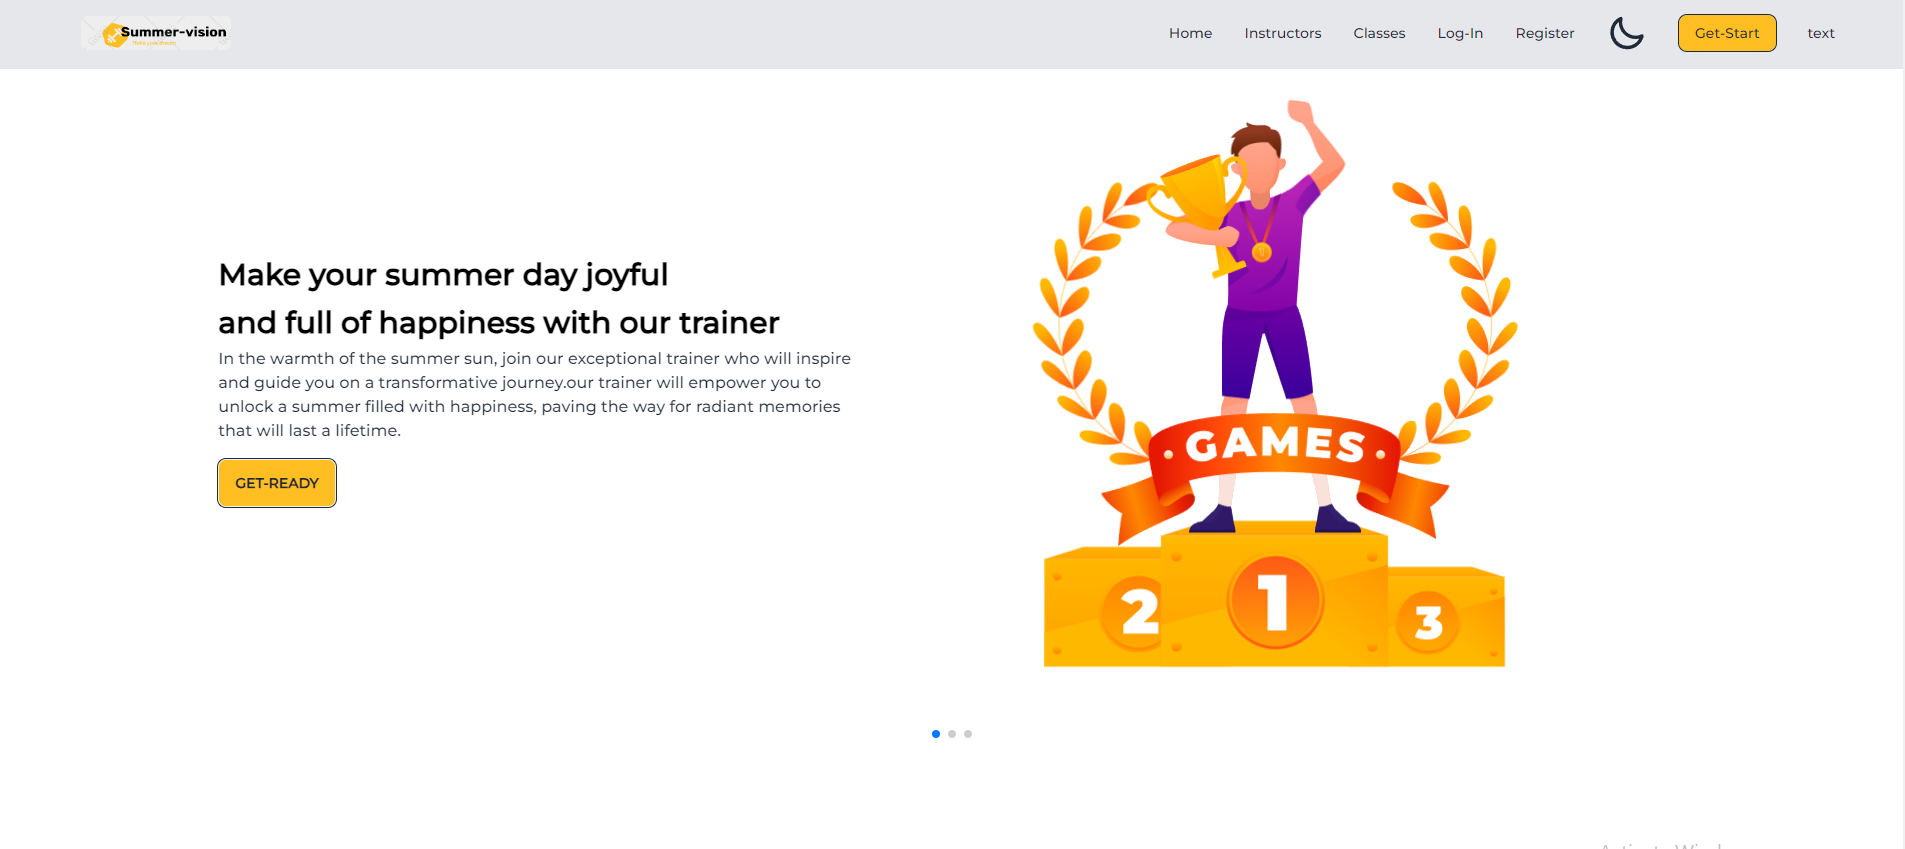 Summer-vision
Home Instructors Classes Log-In Register Get-Start text
Make your summer day joyful
and full of happiness with our trainer
In the warmth of the summer sun, join our exceptional trainer who will inspire
and guide you on a transformative journey.our trainer will empower you to
unlock a summer filled with happiness, paving the way for radiant memories
that will last a lifetime.
GET-READY
GAMES
2
1
3